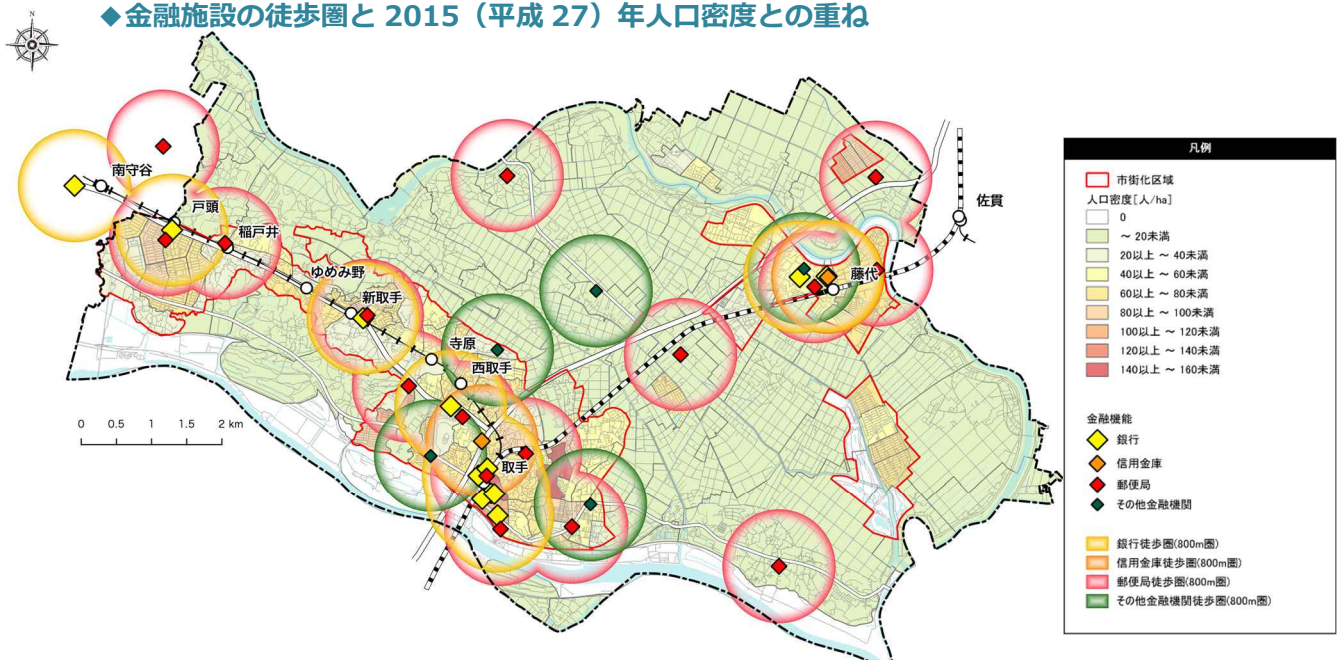 ◆金融施設の徒歩圏と 2015（平成 27）年人口密度との重ね
南守谷
戸頭
稲戸井
ゆめみ野
新取手
寺原
西取手
取手
藤代
佐貫
0 0.5 1 1.5 2 km
凡例
市街化区域
人口密度[人/ha]
0
～ 20未満
20以上 ～ 40未満
40以上 ～ 60未満
60以上 ～ 80未満
80以上 ～ 100未満
100以上 ～ 120未満
120以上 ～ 140未満
140以上 ～ 160未満
金融機能
銀行
信用金庫
郵便局
その他金融機関
銀行徒歩圏(800m圏)
信用金庫徒歩圏(800m圏)
郵便局徒歩圏(800m圏)
その他金融機関徒歩圏(800m圏)